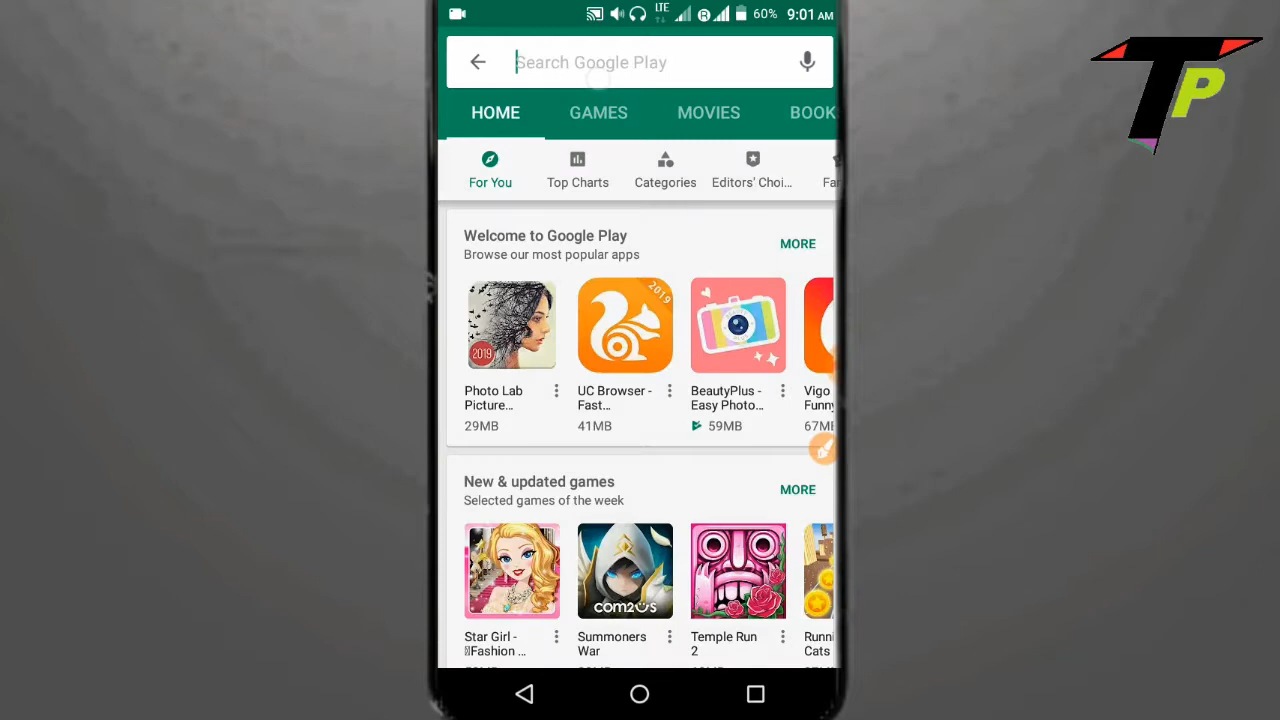 LTE
R 60% 9:01 AM
Search Google Play
HOME GAMES MOVIES BOOK
For You Top Charts Categories Editors' Choi... Fa
Welcome to Google Play
MORE
Browse our most popular apps
2019
2019
Photo Lab Picture...
29MB
UC Browser - Fast...
41MB
BeautyPlus - Easy Photo...
59MB
Vigo Funny
67MB
New & updated games
MORE
Selected games of the week
com2us
Star Girl - Fashion ...
Summoners War
Temple Run 2
Runni Cats
TP